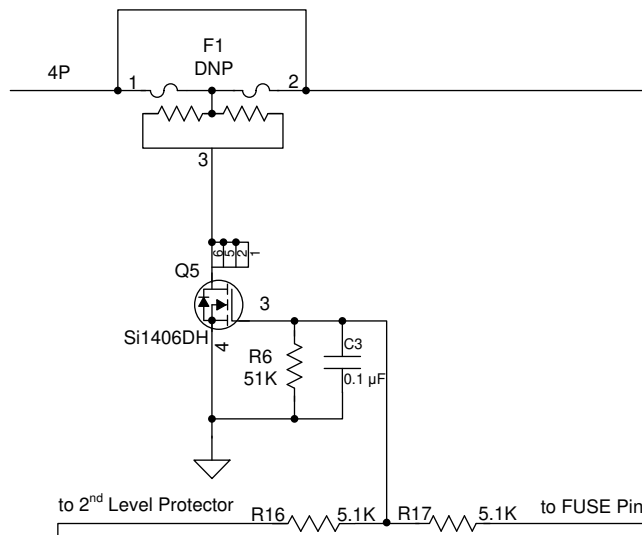 F1
DNP
4P
1
2
3
6
5
2
1
Q5
3
Si1406DH
4
R6
51K
C3
0.1 µF
to 2nd Level Protector
R16
5.1K
R17
5.1K
to FUSE Pin